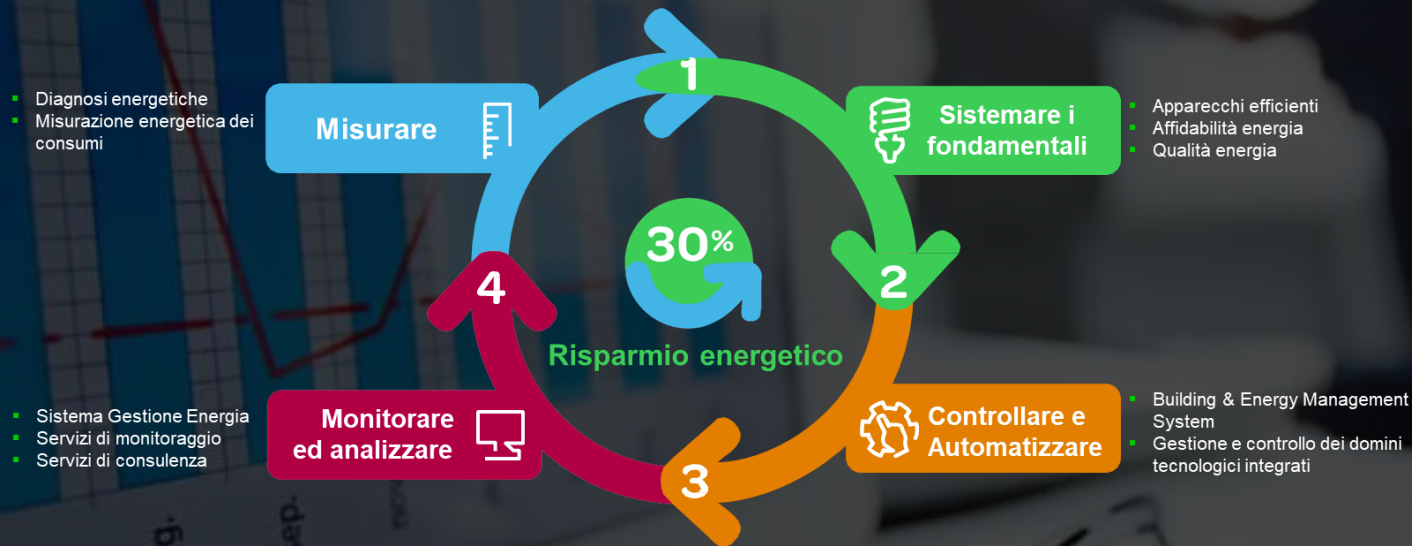 1
Diagnosi energetiche
Misurazione energetica dei
consumi
Misurare
Sistemare i
fondamentali
Apparecchi efficienti
Affidabilità energia
Qualità energia
30%
Risparmio energetico
2
4
Sistema Gestione Energia
Servizi di monitoraggio
Servizi di consulenza
Monitorare
ed analizzare
Controllare e
Automatizzare
Building & Energy Management
System
Gestione e controllo dei domini
tecnologici integrati
3
ep.
nov